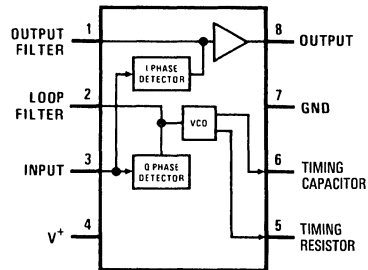 OUTPUT
FILTER
1
8
OUTPUT
I PHASE
DETECTOR
LOOP
FILTER
2
VCO
7
GND
INPUT
3
Q PHASE
DETECTOR
6
TIMING
CAPACITOR
V+
4
5
TIMING
RESISTOR